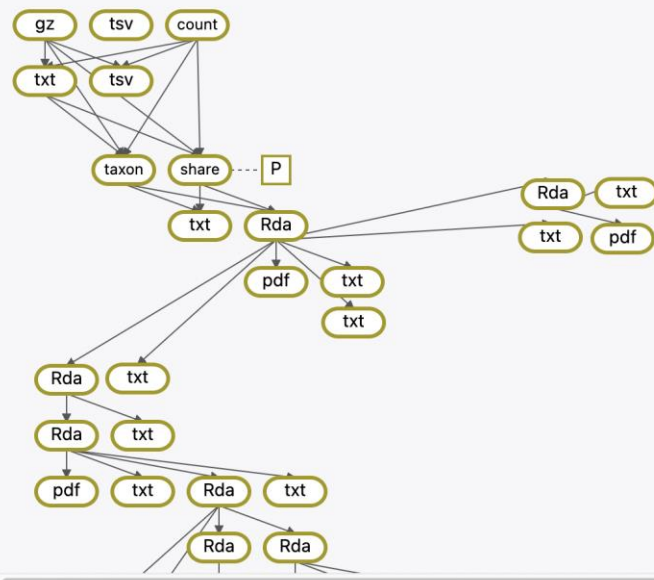 gz tsv count
txt tsv
taxon share P
Rda txt
txt Rda
txt pdf
pdf txt
txt
Rda txt
Rda txt
pdf txt Rda txt
Rda Rda